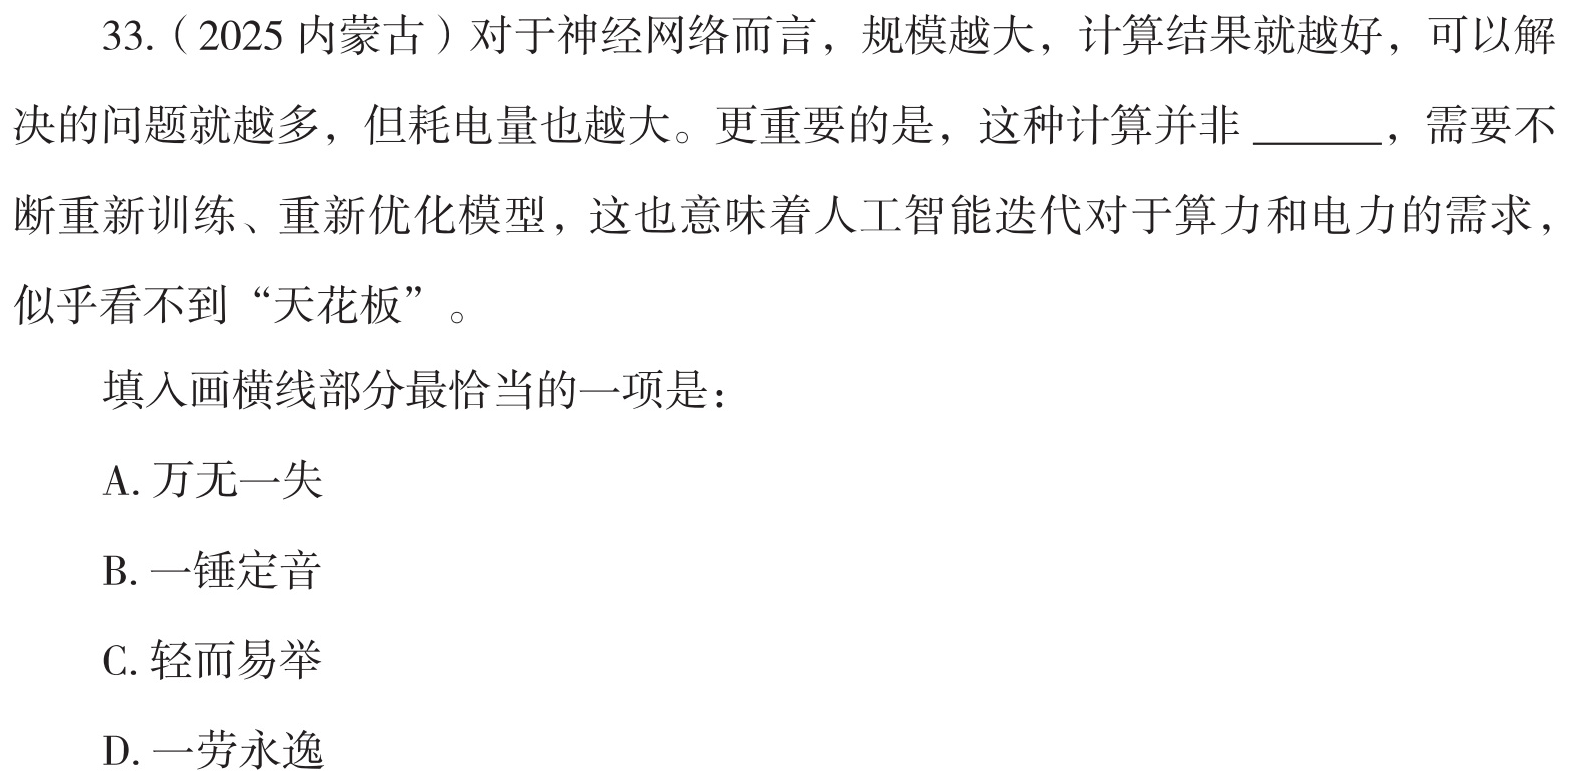 33.（2025 内蒙古）对于神经网络而言，规模越大，计算结果就越好，可以解
决的问题就越多，但耗电量也越大。更重要的是，这种计算并非 ______，需要不
断重新训练、重新优化模型，这也意味着人工智能迭代对于算力和电力的需求，
似乎看不到“天花板”。
填入画横线部分最恰当的一项是：
A. 万无一失
B. 一锤定音
C. 轻而易举
D. 一劳永逸